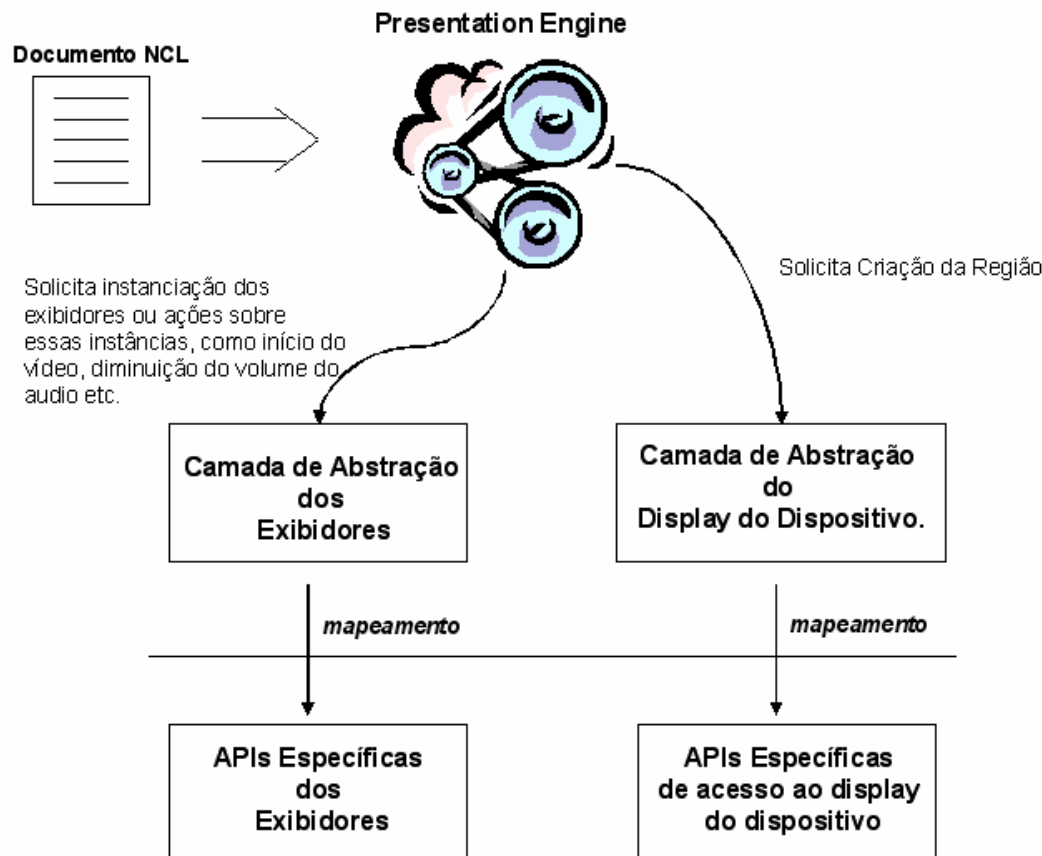 Presentation Engine
Documento NCL
Solicita instanciação dos
exibidores ou ações sobre
essas instâncias, como início do
vídeo, diminuição do volume do
audio etc.
Solicita Criação da Região
Camada de Abstração
dos
Exibidores
Camada de Abstração
do
Display do Dispositivo.
mapeamento
mapeamento
APIs Específicas
dos
Exibidores
APIs Específicas
de acesso ao display
do dispositivo